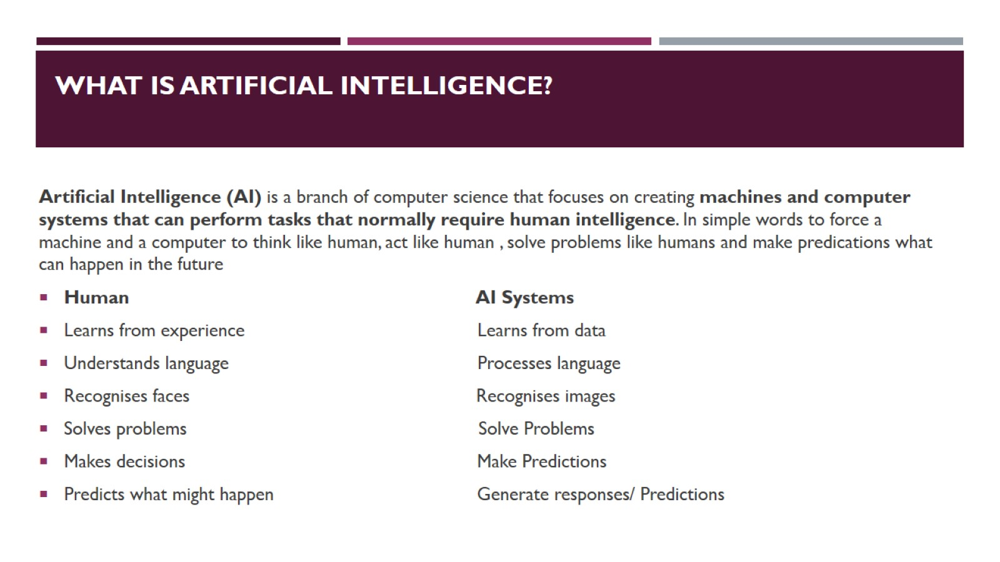 WHAT IS ARTIFICIAL INTELLIGENCE?
Artificial Intelligence (AI) is a branch of computer science that focuses on creating machines and computer
systems that can perform tasks that normally require human intelligence. In simple words to force a
machine and a computer to think like human, act like human , solve problems like humans and make predications what
can happen in the future
Human AI Systems
Learns from experience Learns from data
Understands language Processes language
Recognises faces Recognises images
Solves problems Solve Problems
Makes decisions Make Predictions
Predicts what might happen Generate responses/ Predictions